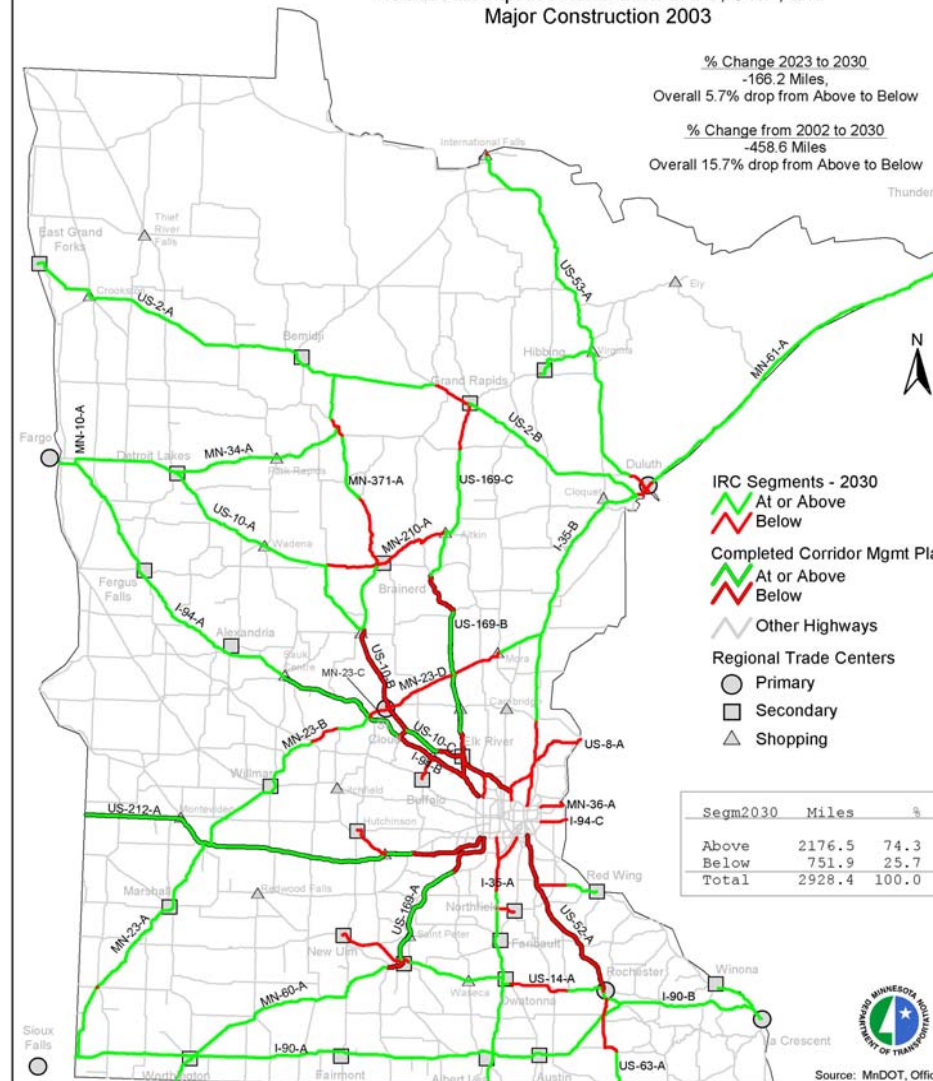 Major Construction 2003
% Change 2023 to 2030
-166.2 Miles,
Overall 5.7% drop from Above to Below
% Change from 2002 to 2030
-458.6 Miles
Overall 15.7% drop from Above to Below
International Falls
Thunder
Thief
River
Falls
East Grand
Forks
US-53-A
Ely
Crookston
US-2-A
Bemidji
Hibbing
Virginia
MN-61-A
N
Grand Rapids
MN-10-A
US-2-B
Fargo
MN-34-A
Detroit Lakes
Park Rapids
MN-371-A
US-169-C
Duluth
Cloquet
IRC Segments - 2030
At or Above
Below
US-10-A
MN-210-A
Aitkin
I-35-B
Wadena
Completed Corridor Mgmt Pla
At or Above
Below
Fergus
Falls
Brainerd
I-94-A
US-169-B
Other Highways
Alexandria
Sauk
Centre
US-10-B
MN-23-C
MN-23-D
Mora
Regional Trade Centers
Primary
Secondary
Shopping
Cambridge
MN-23-B
Cloud
US-10-C
Elk River
I-94-B
US-8-A
Willmar
Buffalo
Litchfield
US-212-A
Montevideo
Hutchinson
MN-36-A
I-94-C
Segm2030 Miles %
Above 2176.5 74.3
Below 751.9 25.7
Total 2928.4 100.0
Marshall
Redwood Falls
US-169-A
I-35-A
Red Wing
Northfield
US-52-A
MN-23-A
New Ulm
Saint Peter
Faribault
Rochester
Winona
MN-60-A
Waseca
US-14-A
Owatonna
I-90-B
MINNESOTA
DEPARTMENT OF TRANSPORTATION
Sioux
Falls
a Crescent
I-90-A
Worthington
Fairmont
Albert Le
Austin
US-63-A
Source: MnDOT, Offic